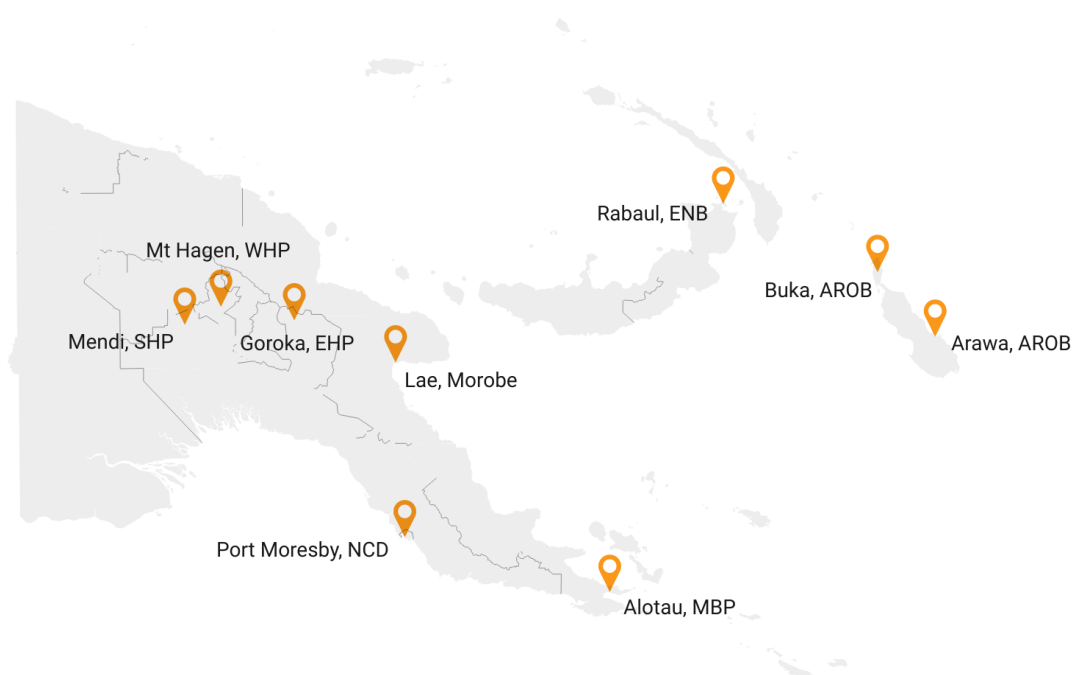 Rabaul, ENB
Mt Hagen, WHP
Buka, AROB
Mendi, SHP
Goroka, EHP
Arawa, AROB
Lae, Morobe
Port Moresby, NCD
Alotau, MBP